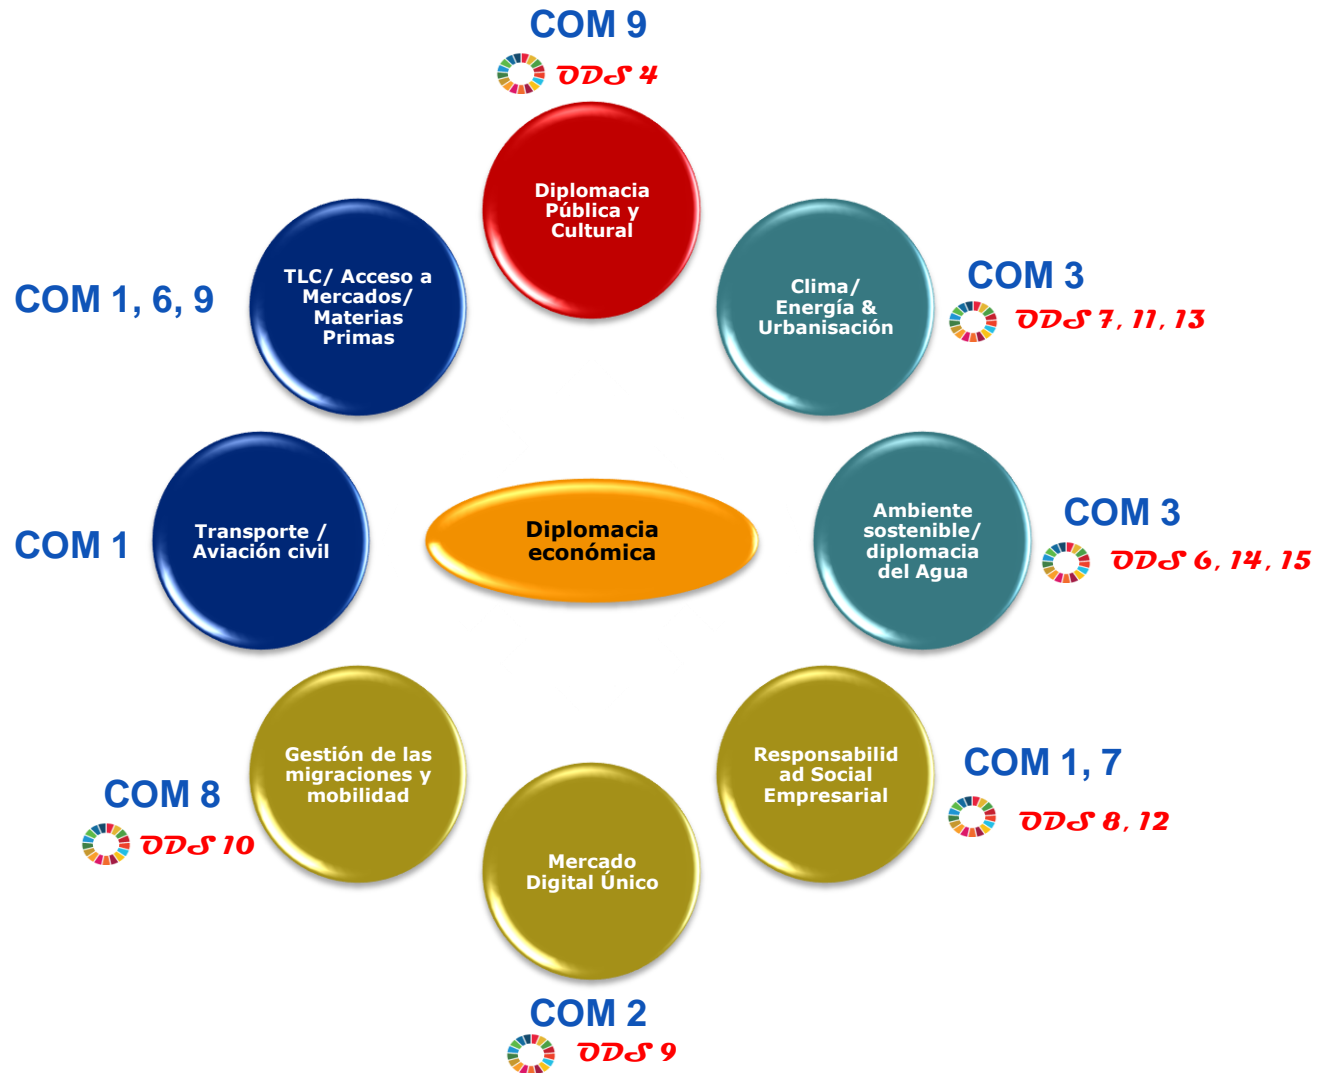 COM 9
ODS 4
Diplomacia
Pública y
Cultural
TLC/ Acceso a
Mercados/
Materias
Primas
COM 1, 6, 9
Clima/
Energía &
Urbanisación
COM 3
ODS 7, 11, 13
Transporte /
Aviación civil
COM 1
Diplomacia
económica
Ambiente
sostenible/
diplomacia
del Agua
COM 3
ODS 6, 14, 15
Gestión de las
migraciones y
mobilidad
COM 8
ODS 10
Responsabilid
ad Social
Empresarial
COM 1, 7
ODS 8, 12
Mercado
Digital Único
COM 2
ODS 9